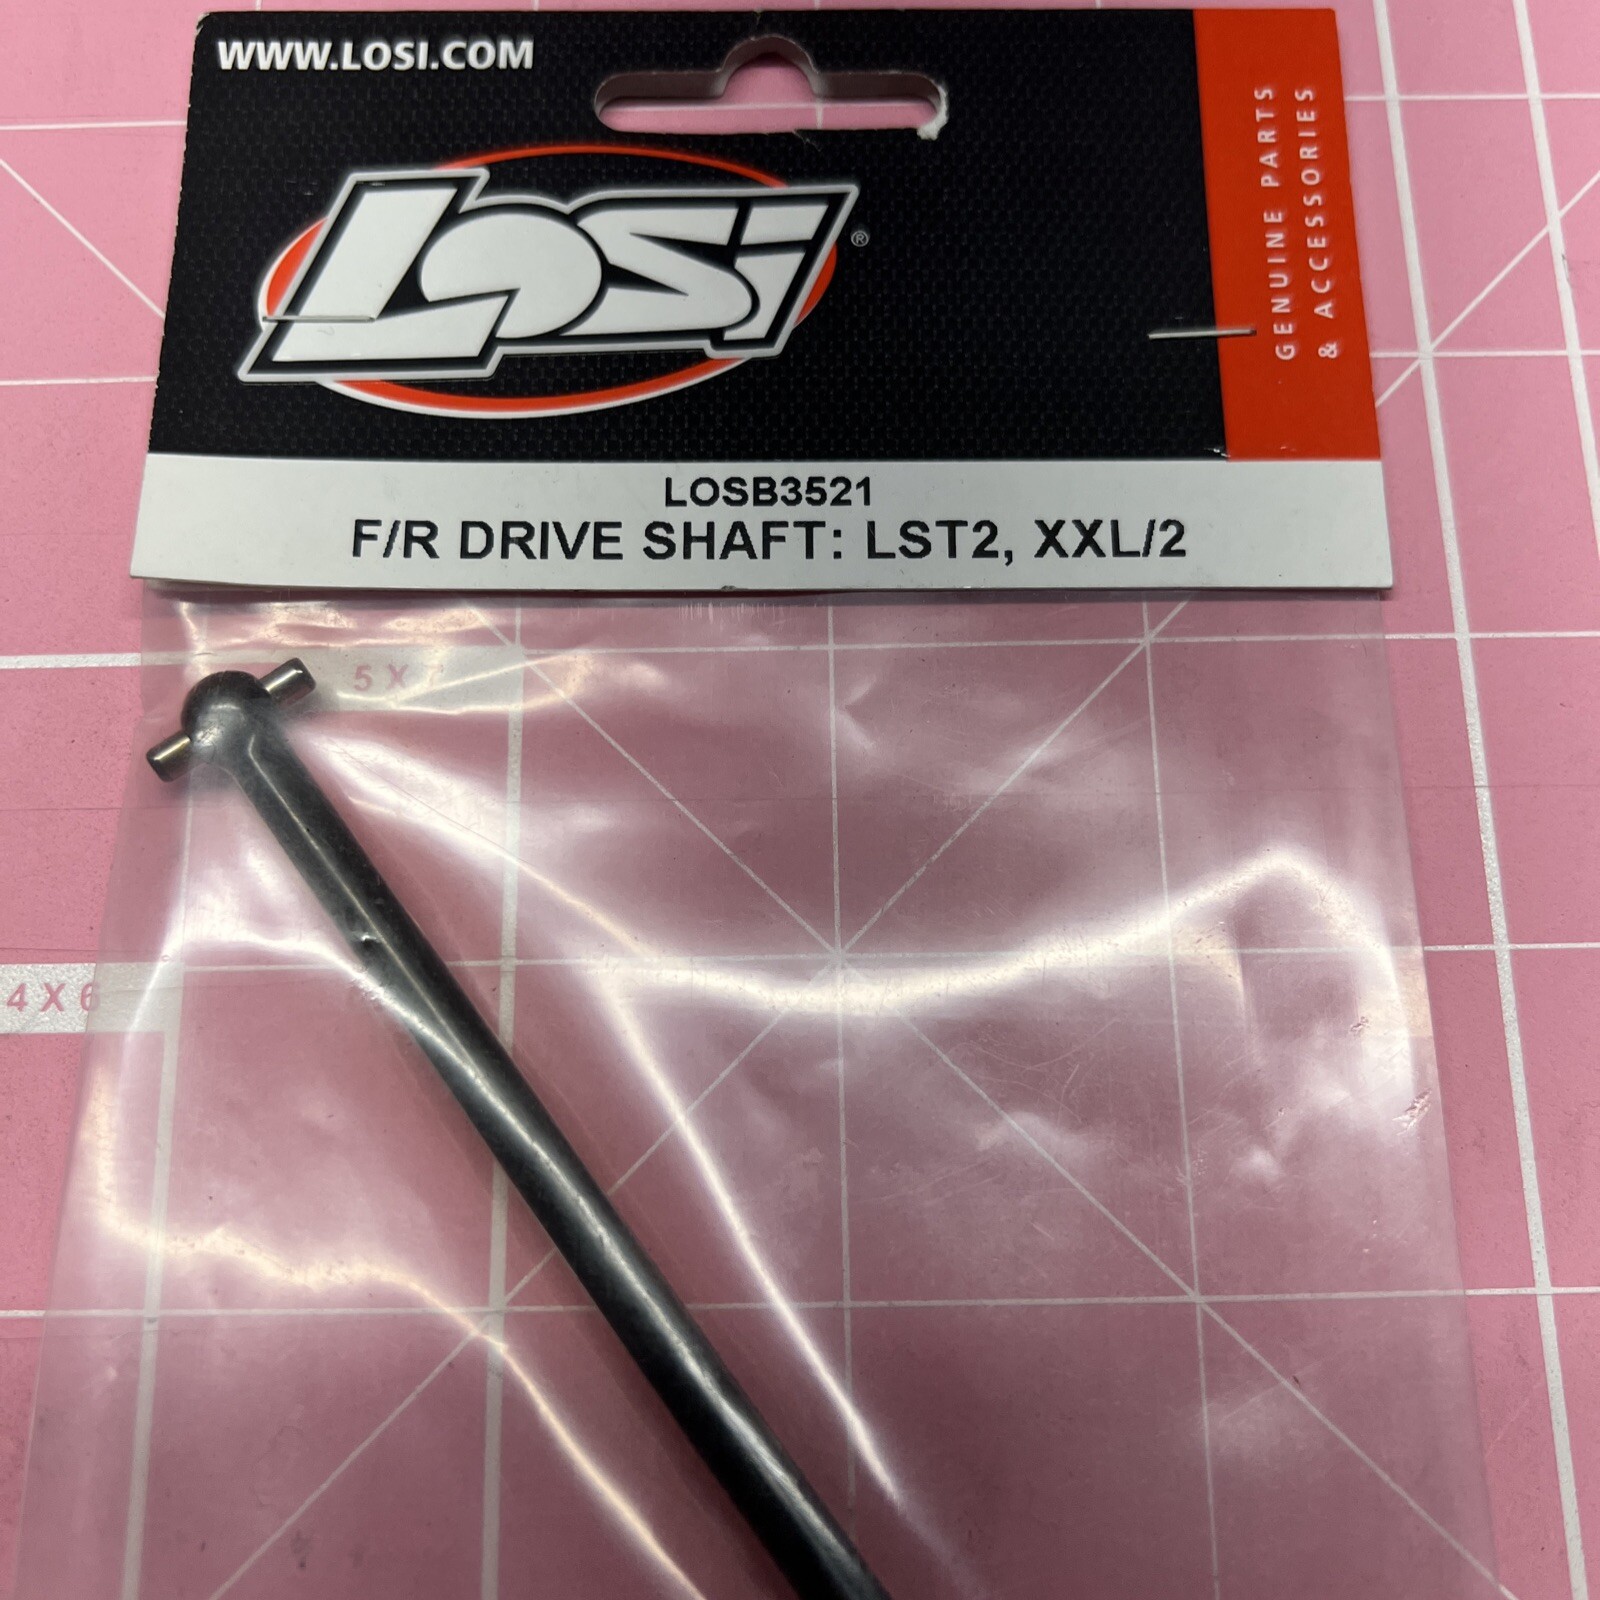 WWW.LOSI.COM
LOSI®
GENUINE PARTS
& ACCESSORIES
LOSB3521
F/R DRIVE SHAFT: LST2, XXL/2
5 X
4 X 6